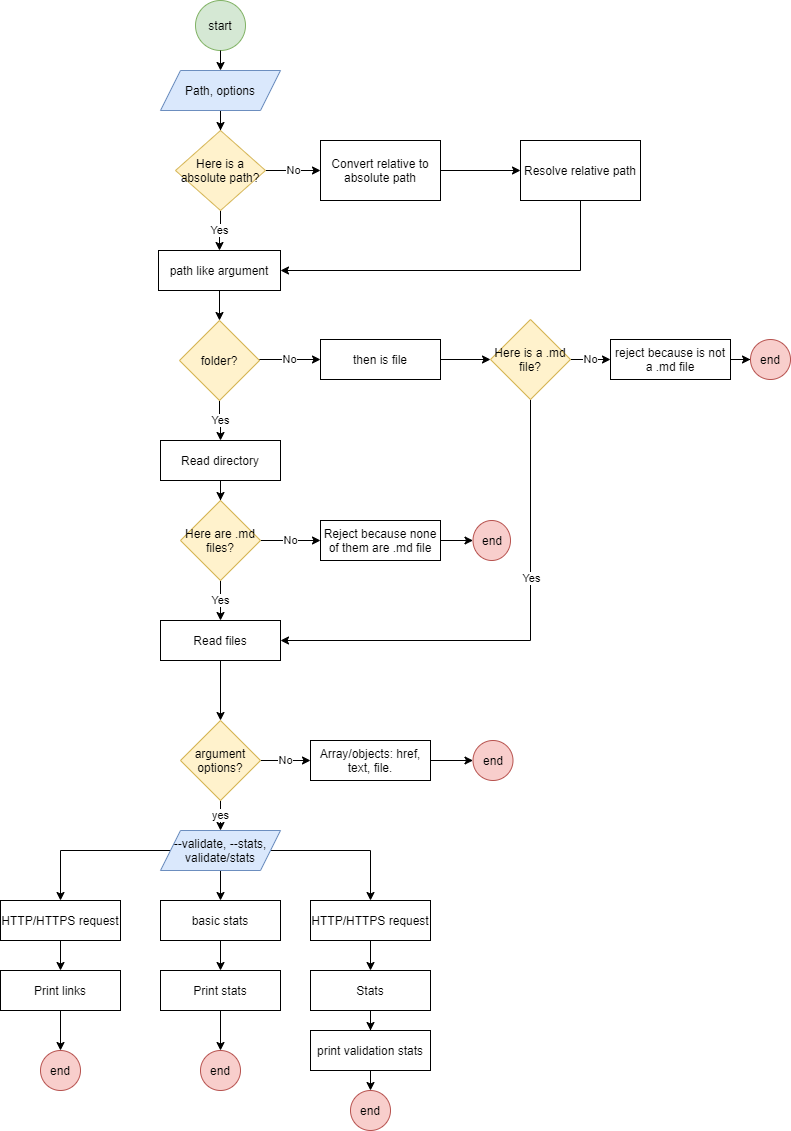 start
Path, options
Here is a
absolute path?
No
Convert relative to
absolute path
Resolve relative path
Yes
path like argument
folder?
No
then is file
Here is a .md
file?
No
reject because is not
a .md file
end
Yes
Read directory
Here are .md
files?
No
Reject because none
of them are .md file
end
Yes
Yes
Read files
argument
options?
No
Array/objects: href,
text, file.
end
yes
--validate, --stats,
validate/stats
HTTP/HTTPS request
basic stats
HTTP/HTTPS request
Print links
Print stats
Stats
print validation stats
end
end
end